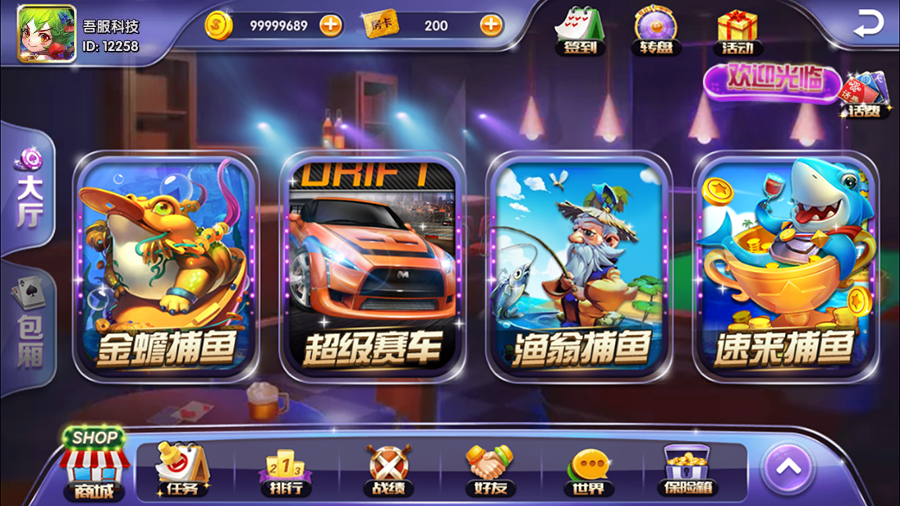 吾服科技
ID: 12258
99999689
房卡
200
签到
转盘
活动
欢迎光临
话费
大厅
包厢
DRIFT
金蟾捕鱼
超级赛车
渔翁捕鱼
速来捕鱼
SHOP
商城
任务
2 1 3
排行
战绩
好友
世界
保险箱